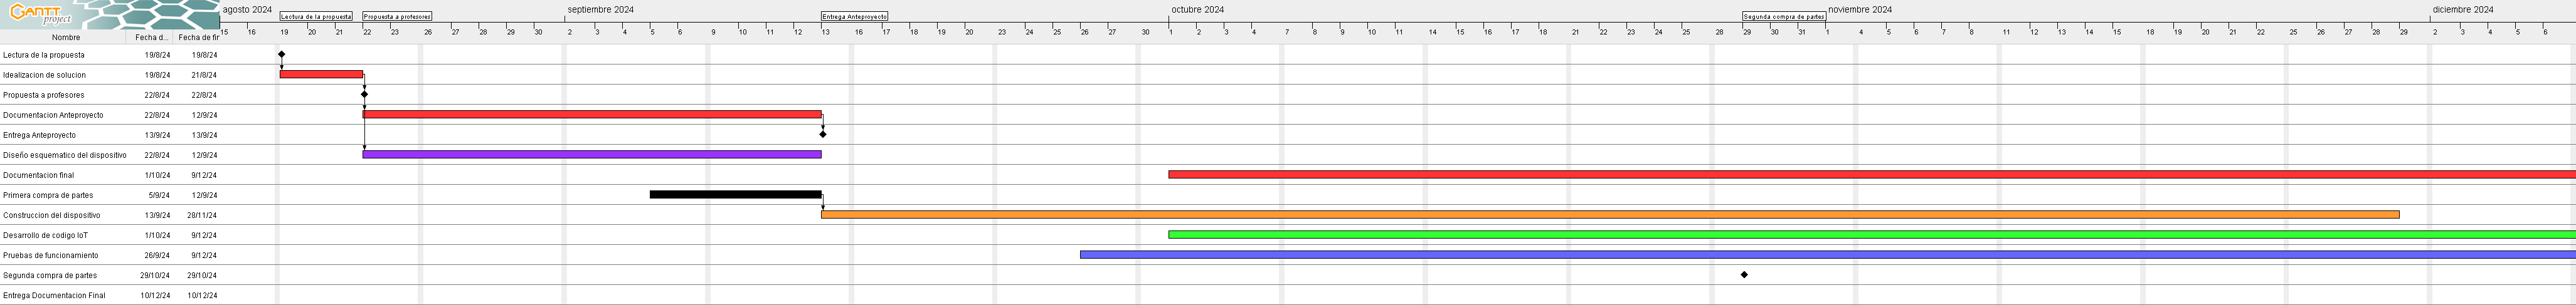 GANTT project
agosto 2024 septiembre 2024 octubre 2024 noviembre 2024 diciembre 2024
Lectura de la propuesta Propuesta a profesores Entrega Anteproyecto Segunda compra de partes
Nombre Fecha d... Fecha de fir 15 16 19 20 21 22 23 26 27 28 29 30 2 3 4 5 6 9 10 11 12 13 16 17 18 19 20 23 24 25 26 27 30 1 2 3 4 7 8 9 10 11 14 15 16 17 18 21 22 23 24 25 28 29 30 31 1 4 5 6 7 8 11 12 13 14 15 18 19 20 21 22 25 26 27 28 29 2 3 4 5 6
Lectura de la propuesta 19/8/24 19/8/24
Idealizacion de solucion 19/8/24 21/8/24
Propuesta a profesores 22/8/24 22/8/24
Documentacion Anteproyecto 22/8/24 12/9/24
Entrega Anteproyecto 13/9/24 13/9/24
Diseño esquematico del dispositivo 22/8/24 12/9/24
Documentacion final 1/10/24 9/12/24
Primera compra de partes 5/9/24 12/9/24
Construccion del dispositivo 13/9/24 28/11/24
Desarrollo de codigo IoT 1/10/24 9/12/24
Pruebas de funcionamiento 26/9/24 9/12/24
Segunda compra de partes 29/10/24 29/10/24
Entrega Documentacion Final 10/12/24 10/12/24